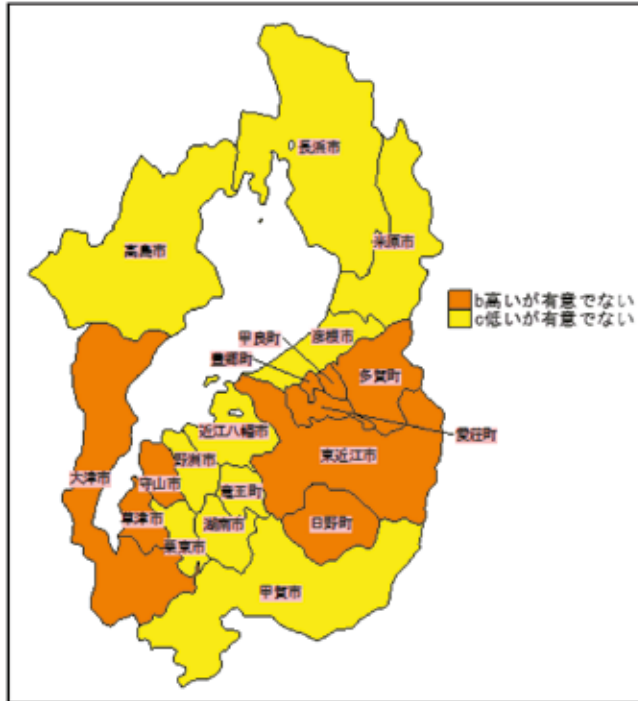 長浜市
米原市
高島市
b高いが有意でない
c低いが有意でない
彦根市
甲良町
豊郷町
多賀町
愛荘町
近江八幡市
東近江市
野洲市
大津市
守山市
竜王町
草津市
湖南市
日野町
栗東市
甲賀市